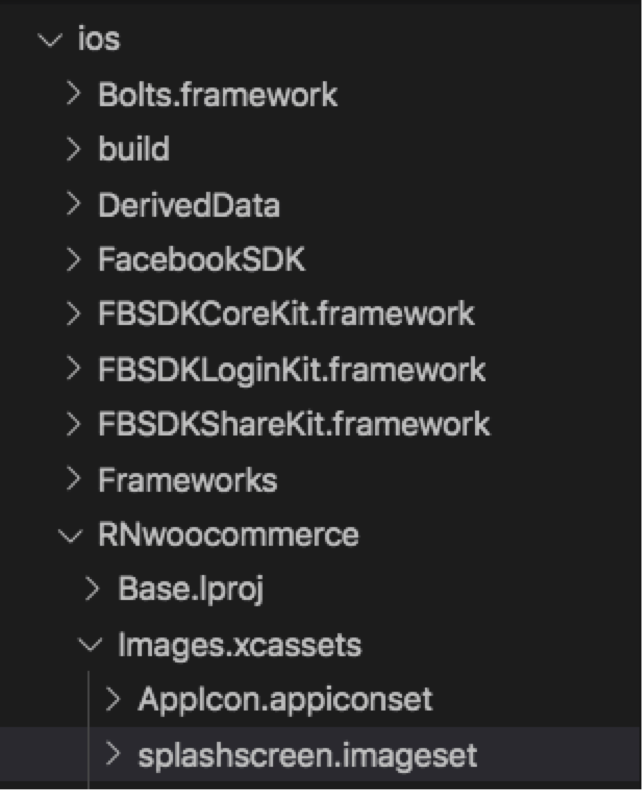 ios
Bolts.framework
build
DerivedData
FacebookSDK
FBSDKCoreKit.framework
FBSDKLoginKit.framework
FBSDKShareKit.framework
Frameworks
RNwoocommerce
Base.lproj
Images.xcassets
AppIcon.appiconset
splashscreen.imageset